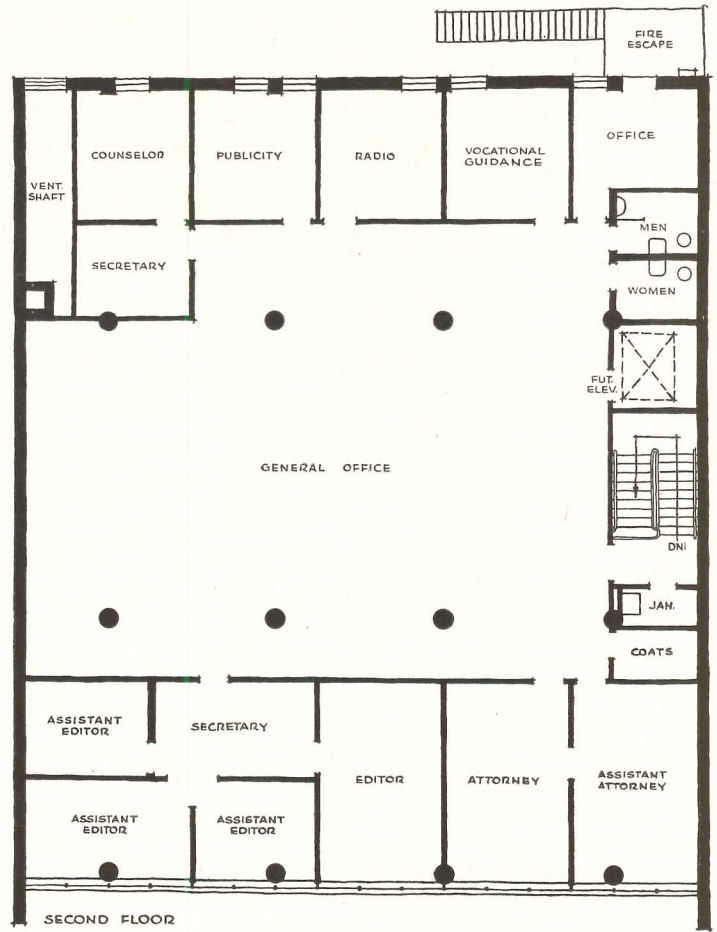 FIRE
ESCAPE
OFFICE
COUNSELOR
PUBLICITY
RADIO
VOCATIONAL
GUIDANCE
VENT.
SHAFT
MEN
SECRETARY
WOMEN
FUT.
ELEV.
GENERAL OFFICE
DN
JAN.
COATS
ASSISTANT
EDITOR
SECRETARY
EDITOR
ATTORNEY
ASSISTANT
ATTORNEY
ASSISTANT
EDITOR
ASSISTANT
EDITOR
SECOND FLOOR